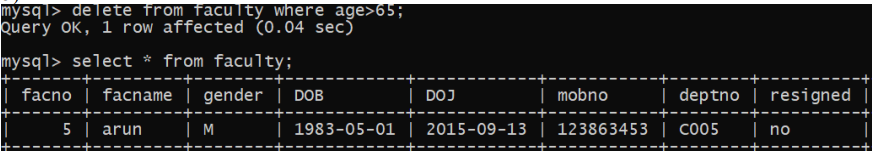 mysql> delete from faculty where age>65;
Query OK, 1 row affected (0.04 sec)
mysql> select * from faculty;
+-------+---------+--------+------------+------------+-----------+--------+----------+
| facno | facname | gender | DOB        | DOJ        | mobno     | deptno | resigned |
+-------+---------+--------+------------+------------+-----------+--------+----------+
|     5 | arun    | M      | 1983-05-01 | 2015-09-13 | 123863453 | C005   | no       |
+-------+---------+--------+------------+------------+-----------+--------+----------+